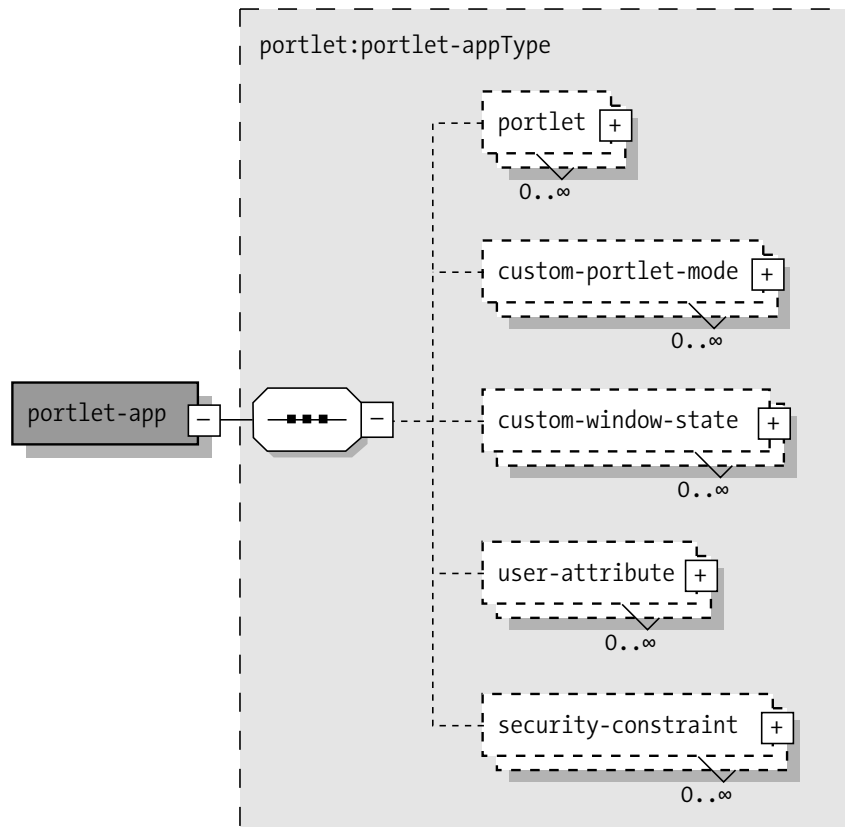 portlet:portlet-appType
portlet +
0..∞
custom-portlet-mode +
0..∞
portlet-app −
−
custom-window-state +
0..∞
user-attribute +
0..∞
security-constraint +
0..∞